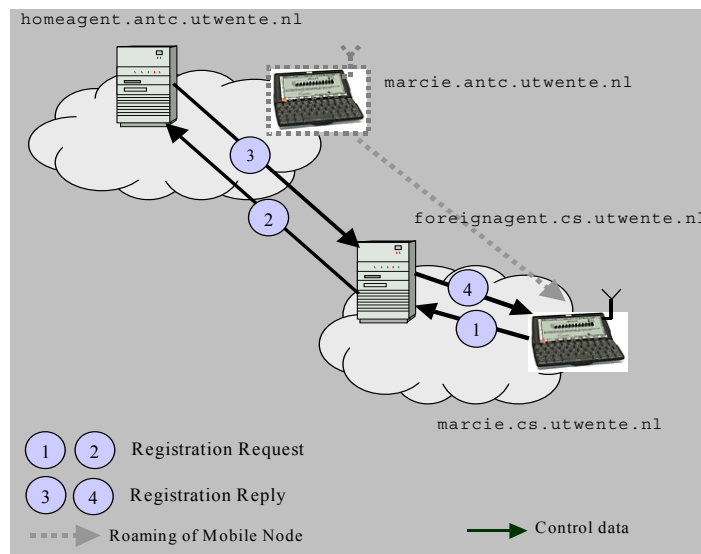 homeagent.antc.utwente.nl
marcie.antc.utwente.nl
3
2
foreignagent.cs.utwente.nl
4
1
marcie.cs.utwente.nl
1 2 Registration Request
3 4 Registration Reply
Roaming of Mobile Node
Control data